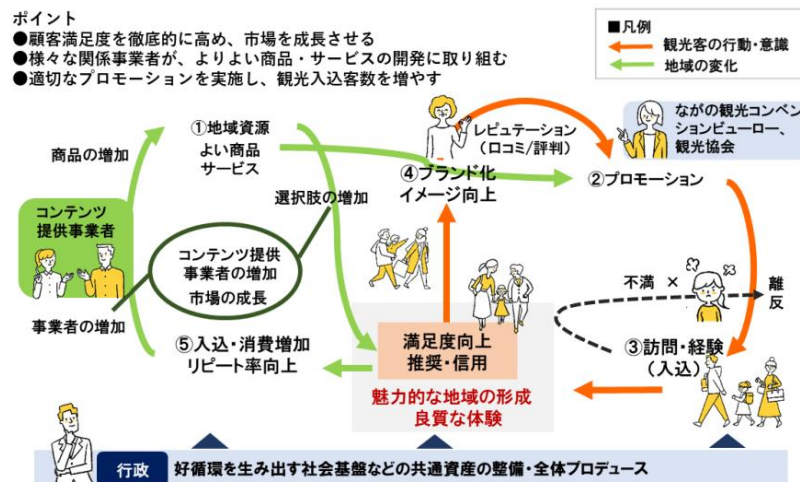 ポイント
●顧客満足度を徹底的に高め、市場を成長させる
●様々な関係事業者が、よりよい商品・サービスの開発に取り組む
●適切なプロモーションを実施し、観光入込客数を増やす
■凡例
観光客の行動・意識
地域の変化
①地域資源
よい商品
サービス
商品の増加
レピュテーション
（口コミ/評判）
ながの観光コンベン
ションビューロー、
観光協会
④ブランド化
イメージ向上
②プロモーション
選択肢の増加
コンテンツ
提供事業者
コンテンツ提供
事業者の増加
市場の成長
事業者の増加
不満 ×
離
反
⑤入込・消費増加
リピート率向上
満足度向上
推奨・信用
③訪問・経験
（入込）
魅力的な地域の形成
良質な体験
行政
好循環を生み出す社会基盤などの共通資産の整備・全体プロデュース